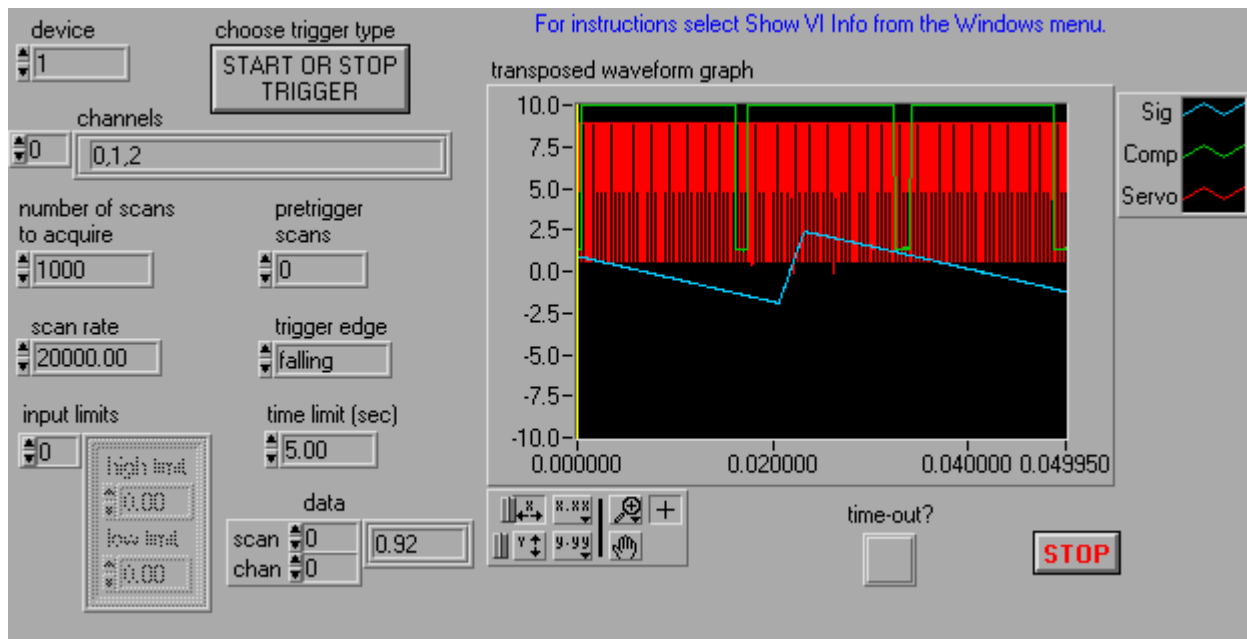 For instructions select Show VI Info from the Windows menu.
device
1
choose trigger type
START OR STOP
TRIGGER
channels
0
0,1,2
number of scans
to acquire
1000
pretrigger
scans
0
scan rate
20000.00
trigger edge
falling
input limits
0
high limit
0.00
low limit
0.00
time limit (sec)
5.00
data
scan 0
chan 0
0.92
transposed waveform graph
10.0
7.5
5.0
2.5
0.0
-2.5
-5.0
-7.5
-10.0
0.000000 0.020000 0.040000 0.049950
Sig
Comp
Servo
X x.xx
Y y.yy
time-out?
STOP